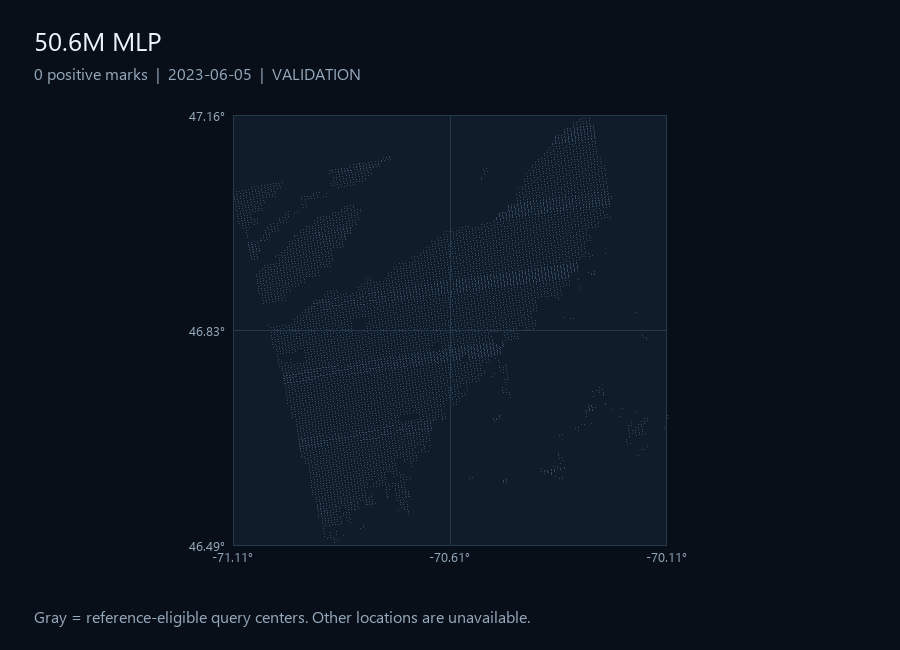 50.6M MLP
0 positive marks | 2023-06-05 | VALIDATION
47.16°
46.83°
46.49°
-71.11°
-70.61°
-70.11°
Gray = reference-eligible query centers. Other locations are unavailable.